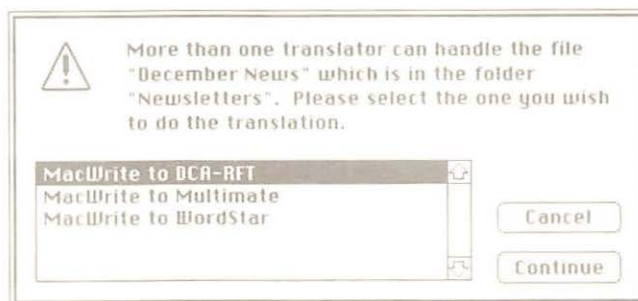 More than one translator can handle the file
"December News" which is in the folder
"Newsletters". Please select the one you wish
to do the translation.
MacWrite to DCA-RFT
MacWrite to Multimate
MacWrite to WordStar
Cancel
Continue